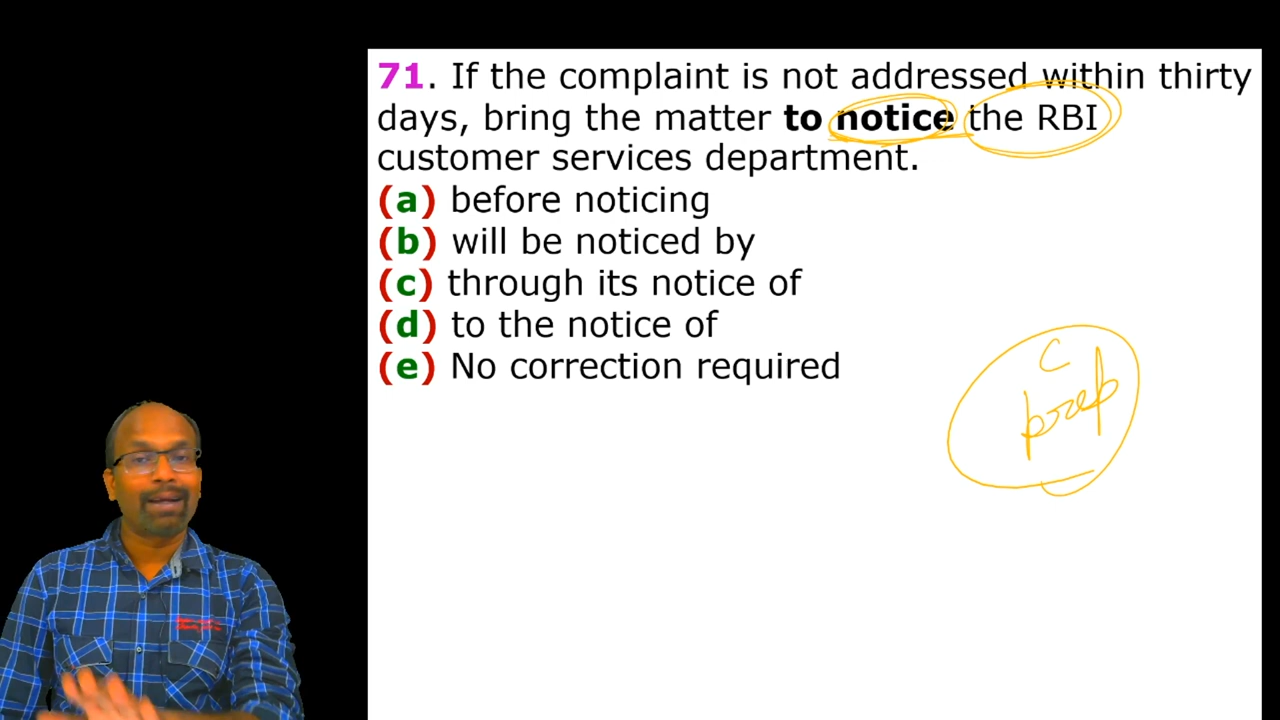 71. If the complaint is not addressed within thirty
days, bring the matter to notice the RBI
customer services department.
(a) before noticing
(b) will be noticed by
(c) through its notice of
(d) to the notice of
(e) No correction required
C
prep